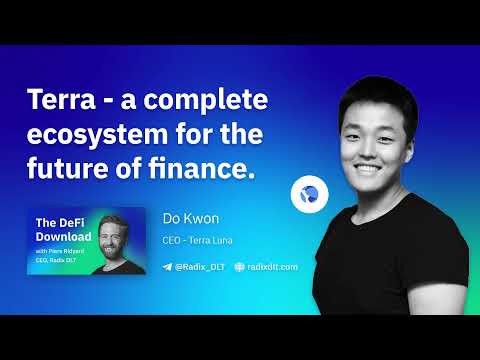 Terra - a complete
ecosystem for the
future of finance.
The DeFi
Download
with Piers Ridyard
CEO, Radix DLT
Do Kwon
CEO - Terra Luna
@Radix_DLT
radixdlt.com